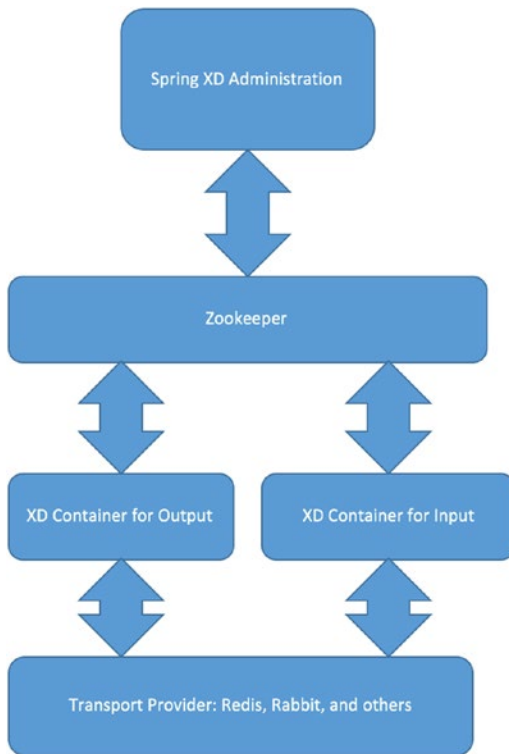 Spring XD Administration
Zookeeper
XD Container for Output
XD Container for Input
Transport Provider: Redis, Rabbit, and others